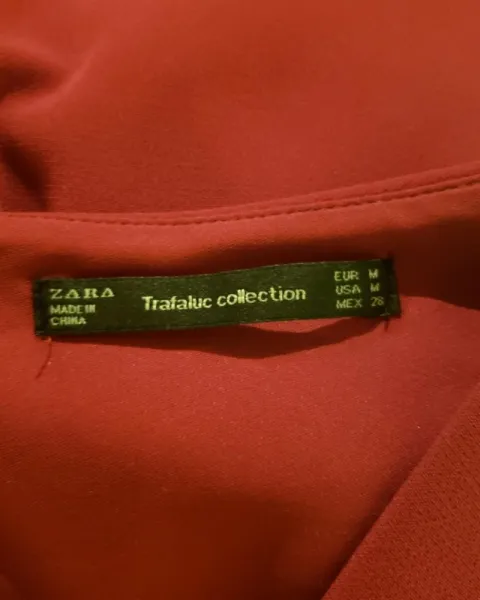 ZARA
MADE IN
CHINA
Trafaluc collection
EUR M
USA M
MEX 28